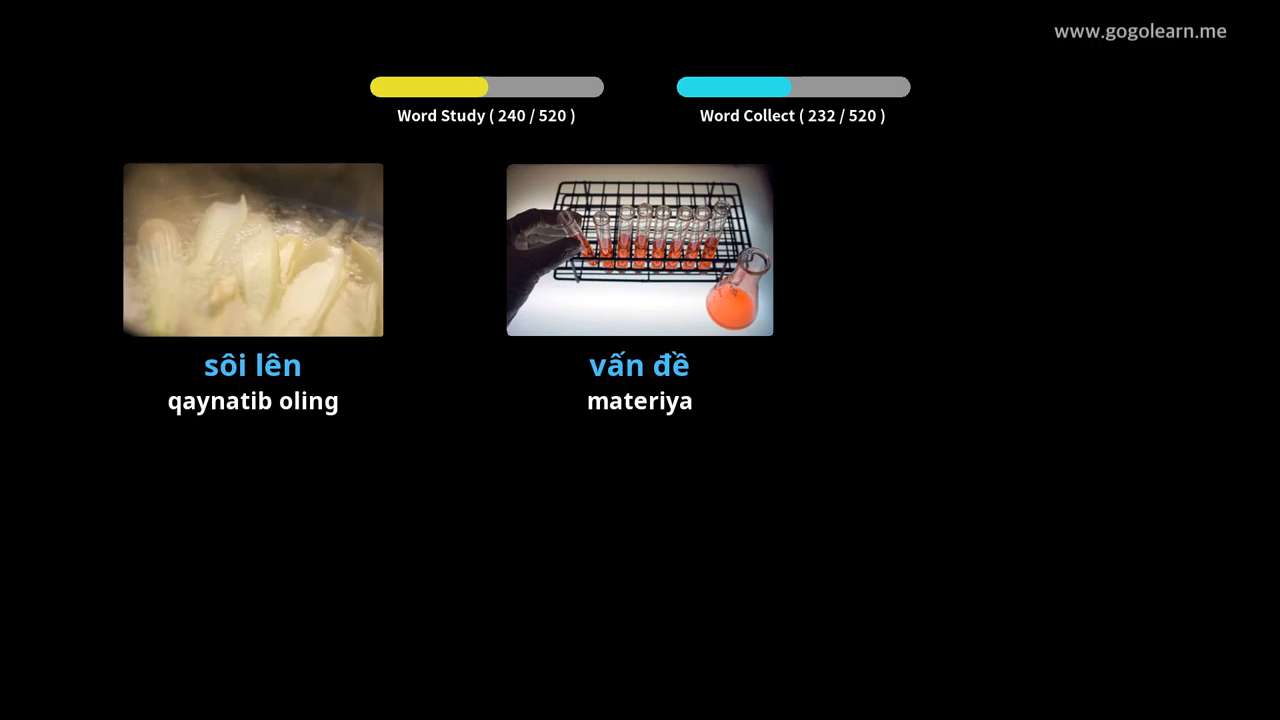 www.gogolearn.me
Word Study ( 240 / 520 )
Word Collect ( 232 / 520 )
sôi lên
qaynatib oling
vấn đề
materiya